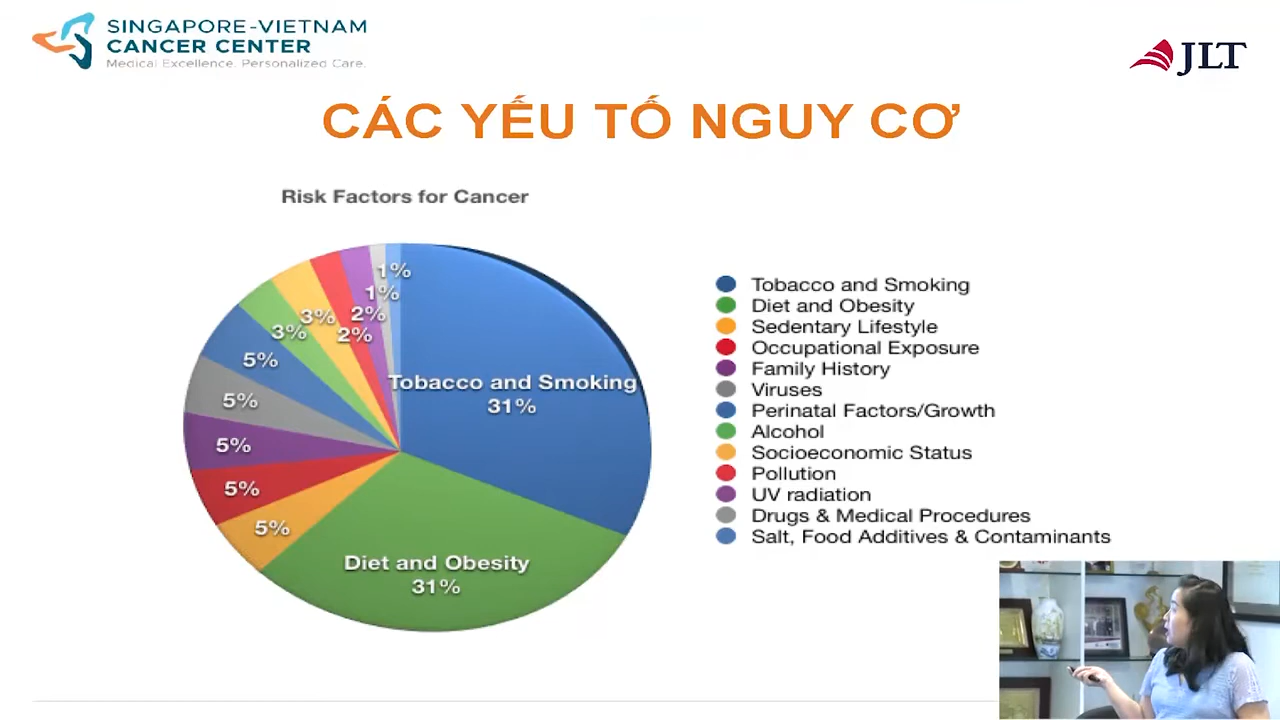 SINGAPORE-VIETNAM
CANCER CENTER
Medical Excellence. Personalized Care.
JLT
CÁC YẾU TỐ NGUY CƠ
Risk Factors for Cancer
1%
1%
2%
3%
2%
3%
5%
5%
5%
5%
5%
Tobacco and Smoking
31%
Diet and Obesity
31%
Tobacco and Smoking
Diet and Obesity
Sedentary Lifestyle
Occupational Exposure
Family History
Viruses
Perinatal Factors/Growth
Alcohol
Socioeconomic Status
Pollution
UV radiation
Drugs & Medical Procedures
Salt, Food Additives & Contaminants